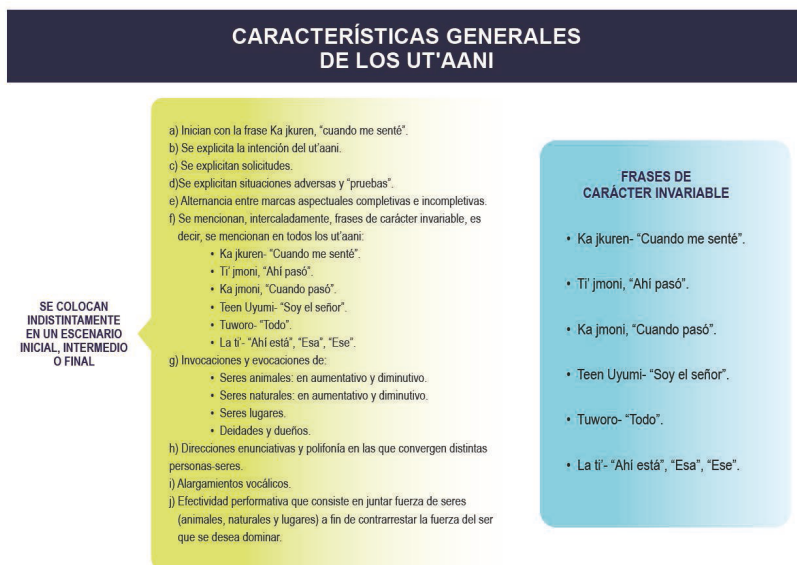 CARACTERÍSTICAS GENERALES
DE LOS UT'AANI
SE COLOCAN
INDISTINTAMENTE
EN UN ESCENARIO
INICIAL, INTERMEDIO
O FINAL
a) Inician con la frase Ka jkuren, “cuando me senté”.
b) Se explicita la intención del ut’aani.
c) Se explicitan solicitudes.
d)Se explicitan situaciones adversas y “pruebas”.
e) Alternancia entre marcas aspectuales completivas e incompletivas.
f) Se mencionan, intercaladamente, frases de carácter invariable, es
decir, se mencionan en todos los ut’aani:
• Ka jkuren- “Cuando me senté”.
• Ti’ jmoni, “Ahí pasó”.
• Ka jmoni, “Cuando pasó”.
• Teen Uyumi- “Soy el señor”.
• Tuworo- “Todo”.
• La ti’- “Ahí está”, “Esa”, “Ese”.
g) Invocaciones y evocaciones de:
• Seres animales: en aumentativo y diminutivo.
• Seres naturales: en aumentativo y diminutivo.
• Seres lugares.
• Deidades y dueños.
h) Direcciones enunciativas y polifonía en las que convergen distintas
personas-seres.
i) Alargamientos vocálicos.
j) Efectividad performativa que consiste en juntar fuerza de seres
(animales, naturales y lugares) a fin de contrarrestar la fuerza del ser
que se desea dominar.
FRASES DE
CARÁCTER INVARIABLE
• Ka jkuren- “Cuando me senté”.
• Ti’ jmoni, “Ahí pasó”.
• Ka jmoni, “Cuando pasó”.
• Teen Uyumi- “Soy el señor”.
• Tuworo- “Todo”.
• La ti’- “Ahí está”, “Esa”, “Ese”.